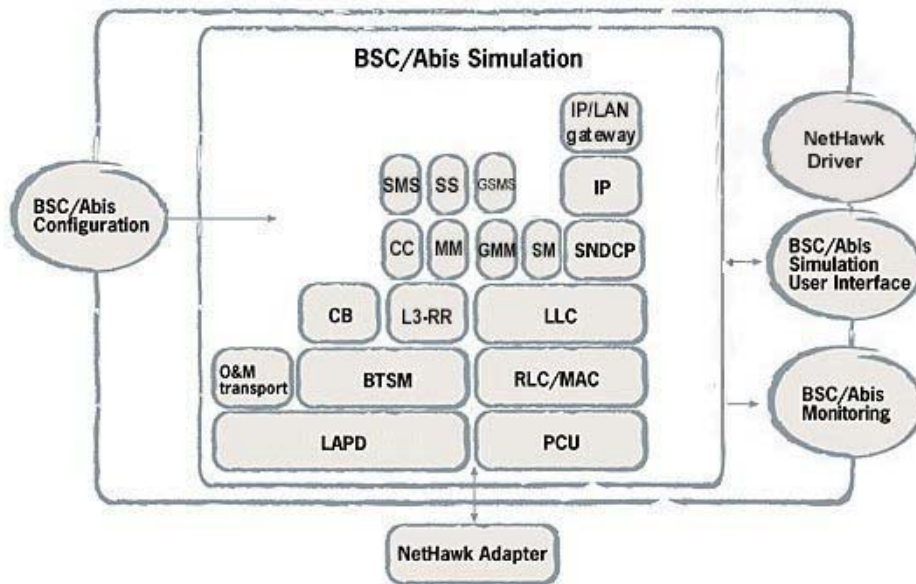 BSC/Abis Simulation
IP/LAN
gateway
NetHawk
Driver
SMS SS GSMS IP
BSC/Abis
Configuration
CC MM GMM SM SNDCP
BSC/Abis
Simulation
User Interface
CB L3-RR LLC
O&M
transport
BTSM RLC/MAC
BSC/Abis
Monitoring
LAPD PCU
NetHawk Adapter